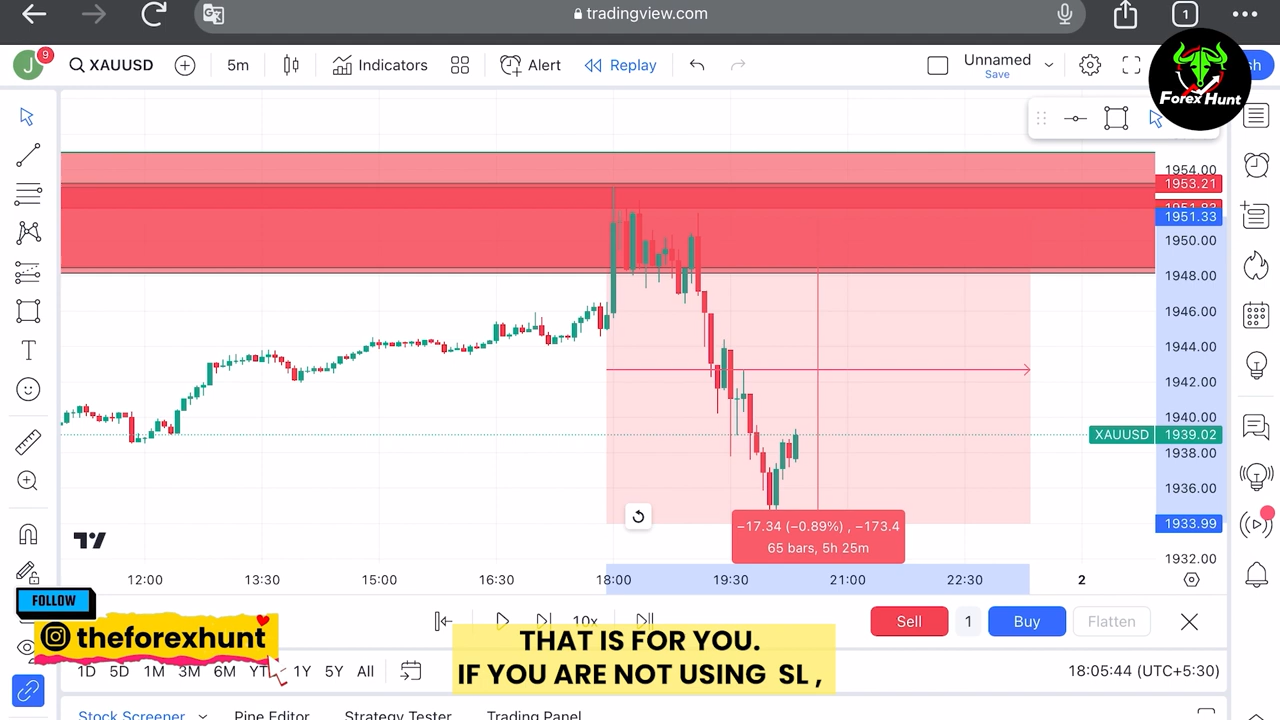 tradingview.com
1
J
9
XAUUSD
5m
Indicators
Alert
Replay
Unnamed
Save
Forex Hunt
1954.00
1953.21
1951.83
1951.33
1950.00
1948.00
1946.00
1944.00
1942.00
1940.00
XAUUSD 1939.02
1938.00
1936.00
1933.99
1932.00
−17.34 (−0.89%) , −173.4
65 bars, 5h 25m
12:00 13:30 15:00 16:30 18:00 19:30 21:00 22:30 2
FOLLOW
theforexhunt
10x
Sell 1 Buy Flatten
THAT IS FOR YOU.
IF YOU ARE NOT USING SL ,
1D 5D 1M 3M 6M YT 1Y 5Y All
18:05:44 (UTC+5:30)
Stock Screener Pine Editor Strategy Tester Trading Panel